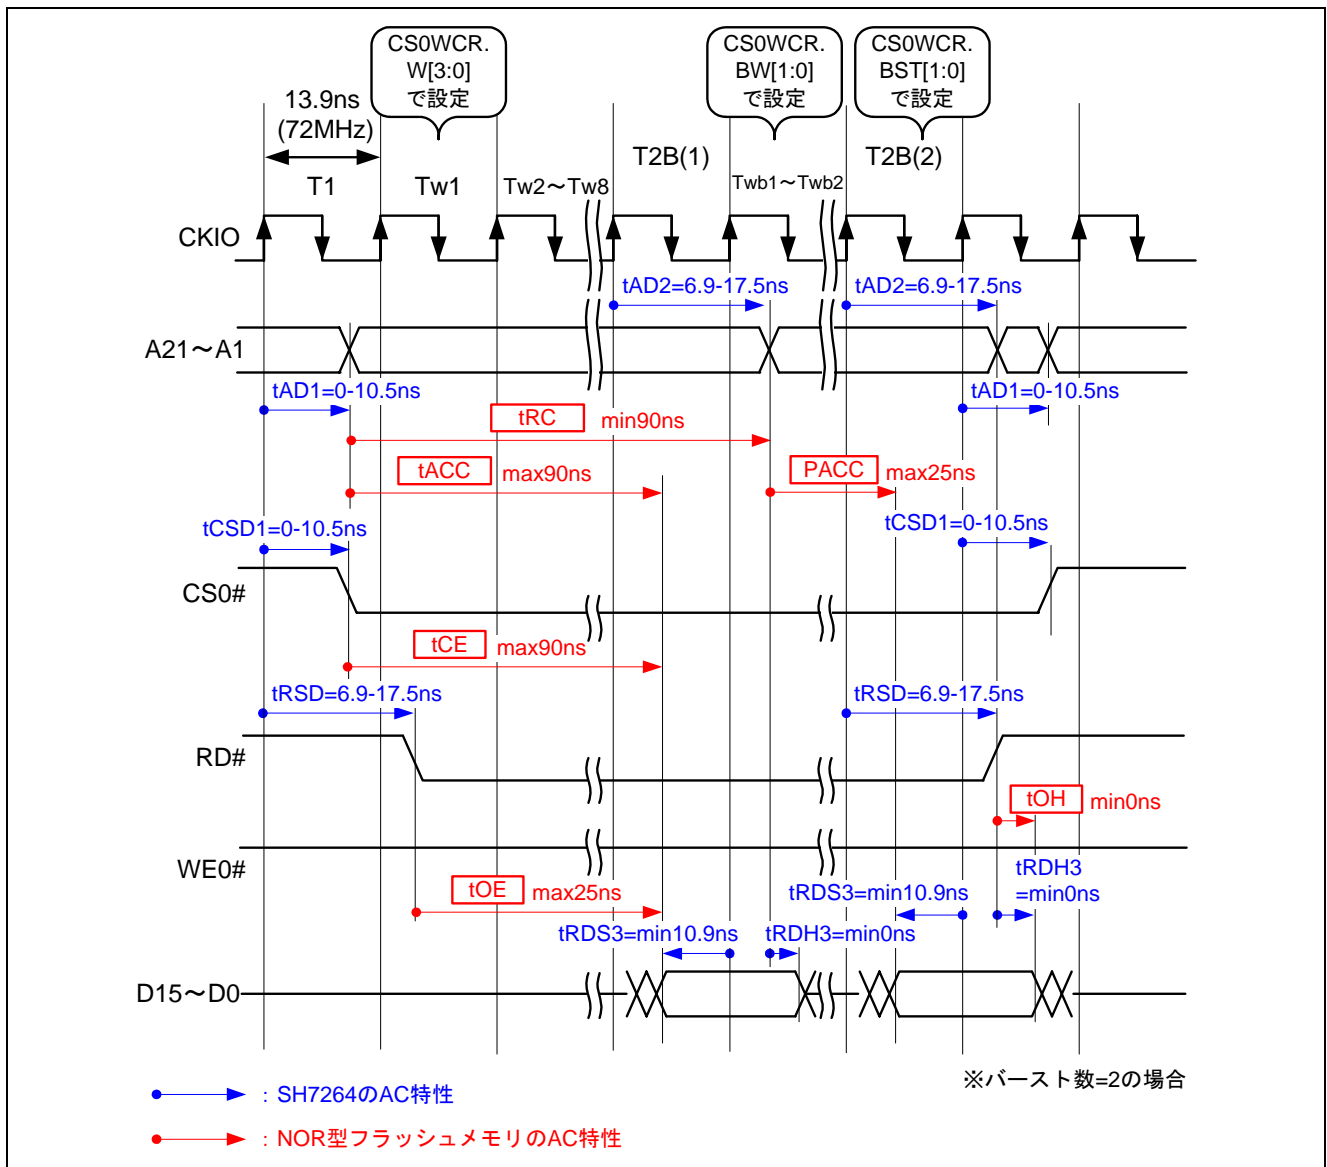 CS0WCR.
W[3:0]
で設定
CS0WCR.
BW[1:0]
で設定
CS0WCR.
BST[1:0]
で設定
13.9ns
(72MHz)
T1
Tw1
Tw2～Tw8
T2B(1)
Twb1～Twb2
T2B(2)
CKIO
tAD2=6.9-17.5ns
tAD2=6.9-17.5ns
A21～A1
tAD1=0-10.5ns
tAD1=0-10.5ns
tRC min90ns
tACC max90ns
PACC max25ns
tCSD1=0-10.5ns
tCSD1=0-10.5ns
CS0#
tCE max90ns
tRSD=6.9-17.5ns
tRSD=6.9-17.5ns
RD#
tOH min0ns
WE0#
tRDH3
=min0ns
tOE max25ns
tRDS3=min10.9ns
tRDS3=min10.9ns
tRDH3=min0ns
D15～D0
※バースト数=2の場合
：SH7264のAC特性
：NOR型フラッシュメモリのAC特性